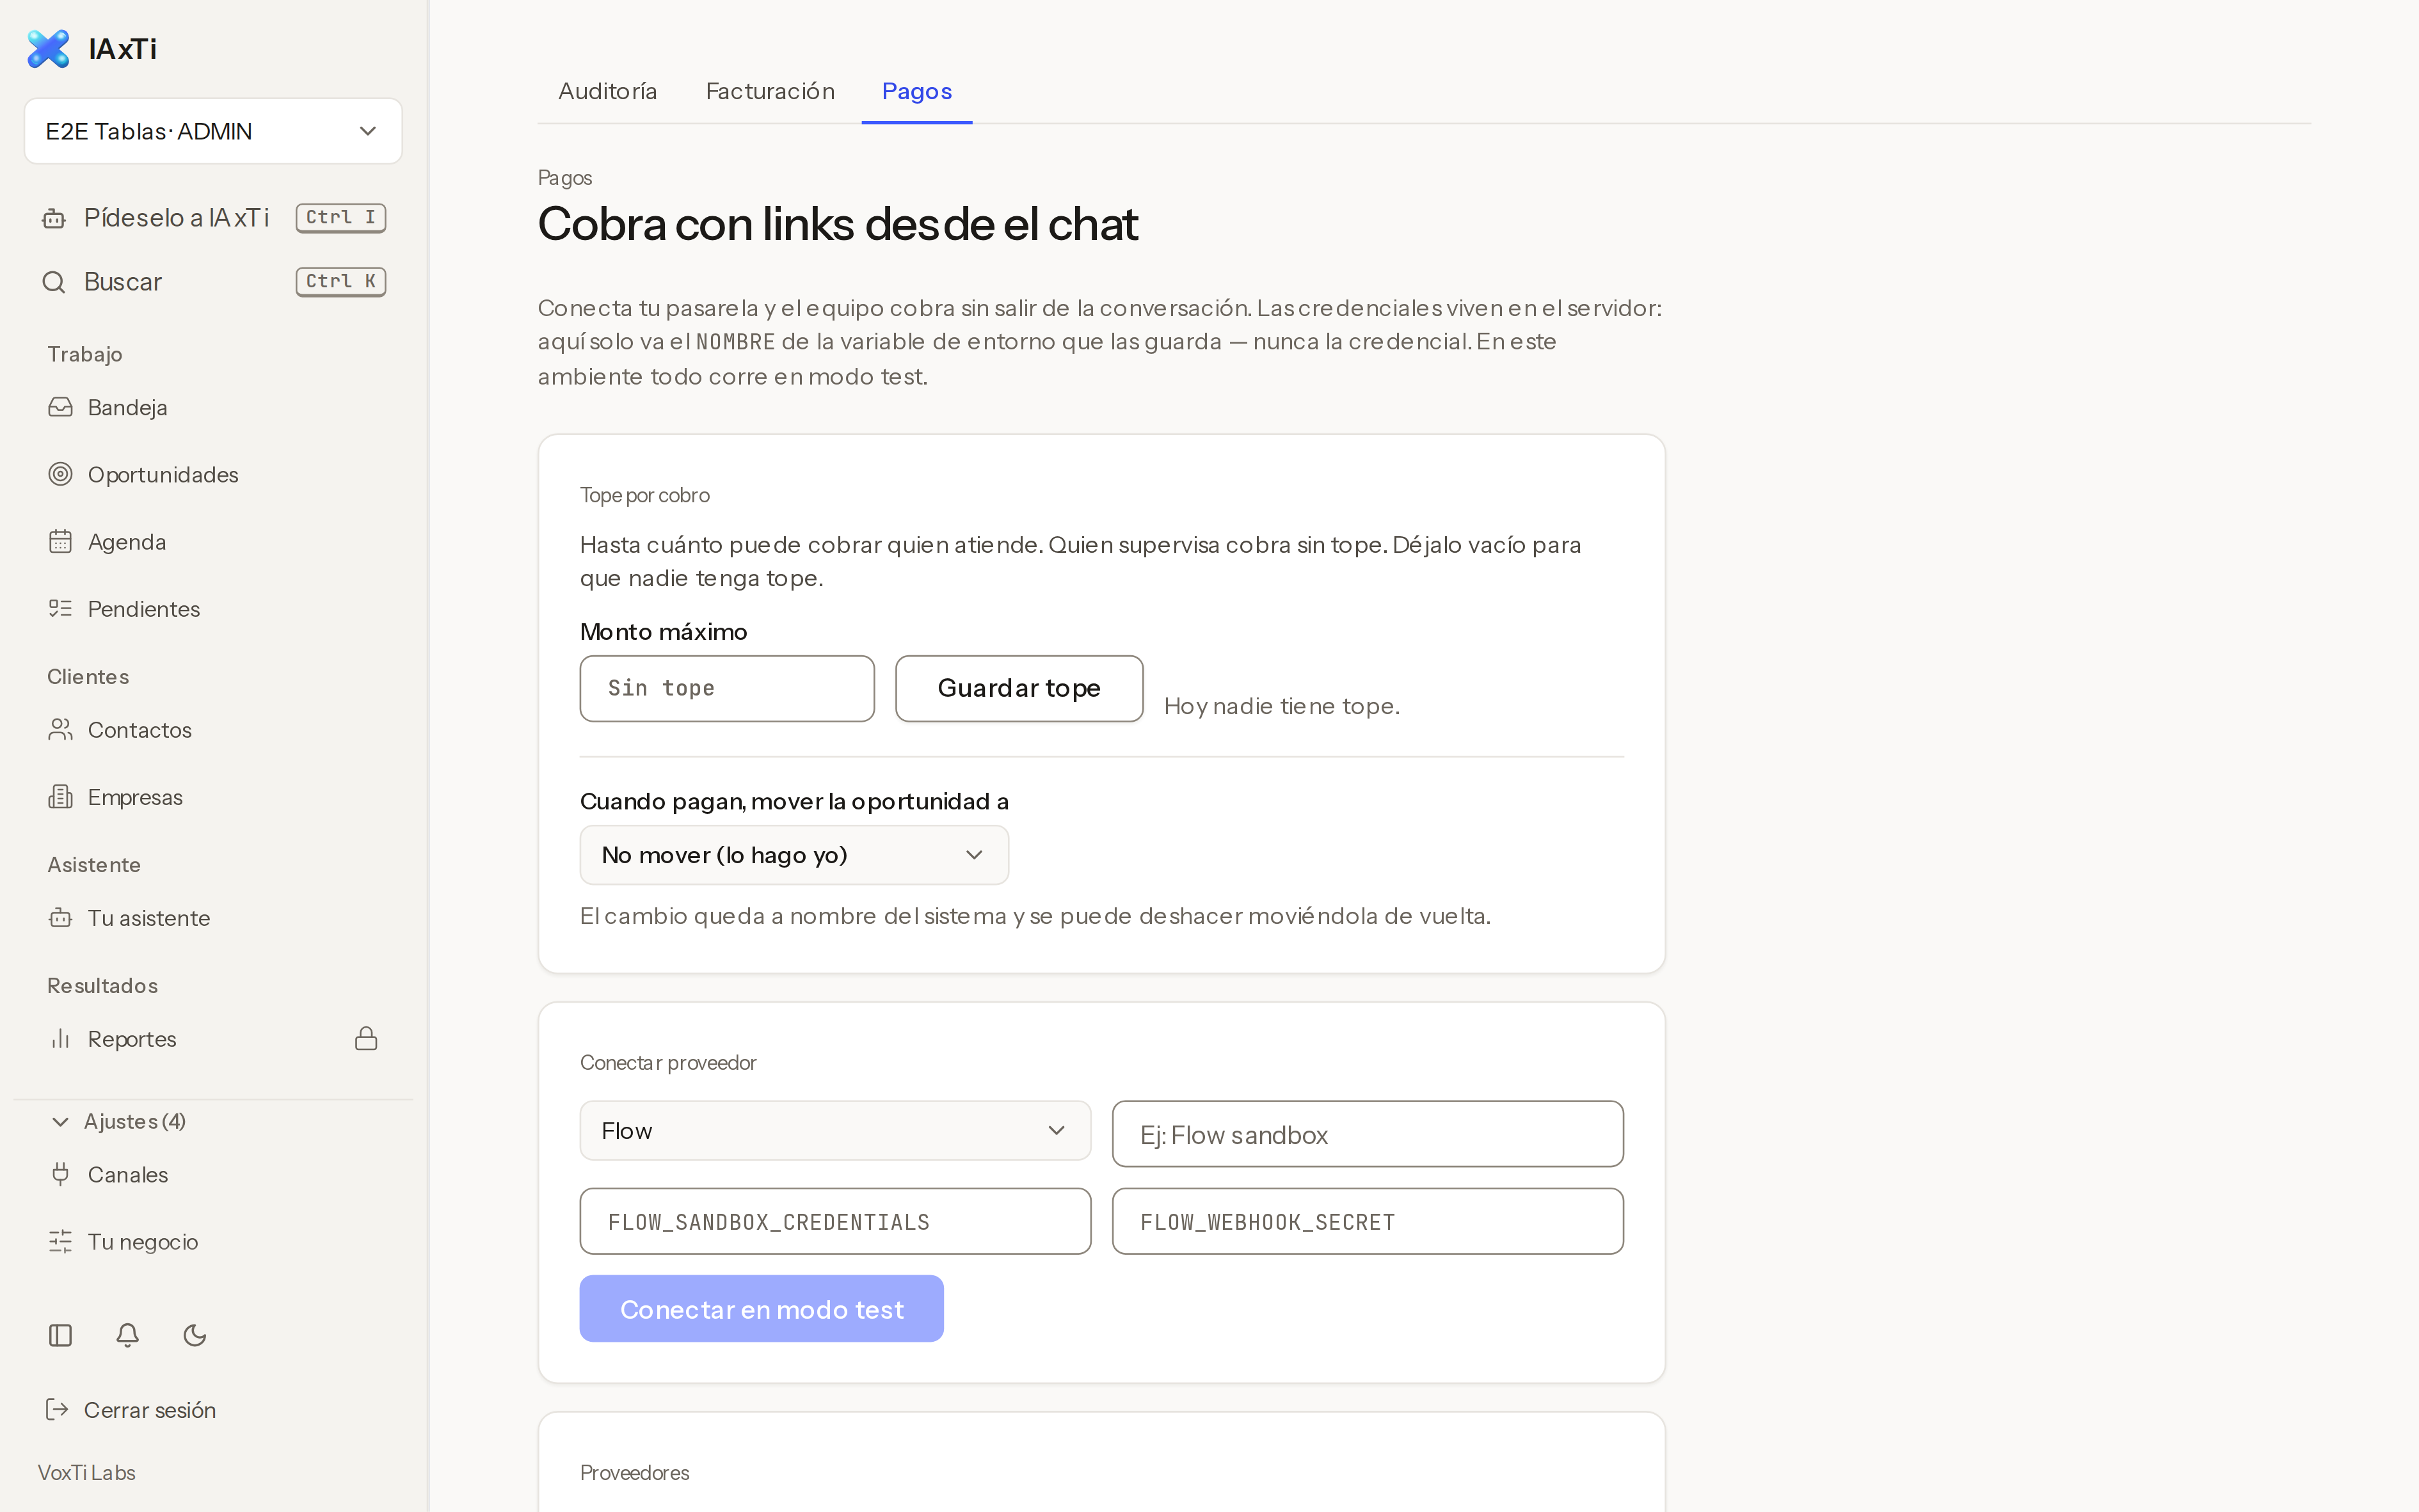 IAxTi
E2E Tablas · ADMIN
Pídeselo a IAxTi
Ctrl I
Buscar
Ctrl K
Trabajo
Bandeja
Oportunidades
Agenda
Pendientes
Clientes
Contactos
Empresas
Asistente
Tu asistente
Resultados
Reportes
Ajustes (4)
Canales
Tu negocio
Cerrar sesión
VoxTi Labs
Auditoría
Facturación
Pagos
Pagos
Cobra con links desde el chat
Conecta tu pasarela y el equipo cobra sin salir de la conversación. Las credenciales viven en el servidor:
aquí solo va el NOMBRE de la variable de entorno que las guarda — nunca la credencial. En este
ambiente todo corre en modo test.
Tope por cobro
Hasta cuánto puede cobrar quien atiende. Quien supervisa cobra sin tope. Déjalo vacío para
que nadie tenga tope.
Monto máximo
Sin tope
Guardar tope
Hoy nadie tiene tope.
Cuando pagan, mover la oportunidad a
No mover (lo hago yo)
El cambio queda a nombre del sistema y se puede deshacer moviéndola de vuelta.
Conectar proveedor
Flow
Ej: Flow sandbox
FLOW_SANDBOX_CREDENTIALS
FLOW_WEBHOOK_SECRET
Conectar en modo test
Proveedores